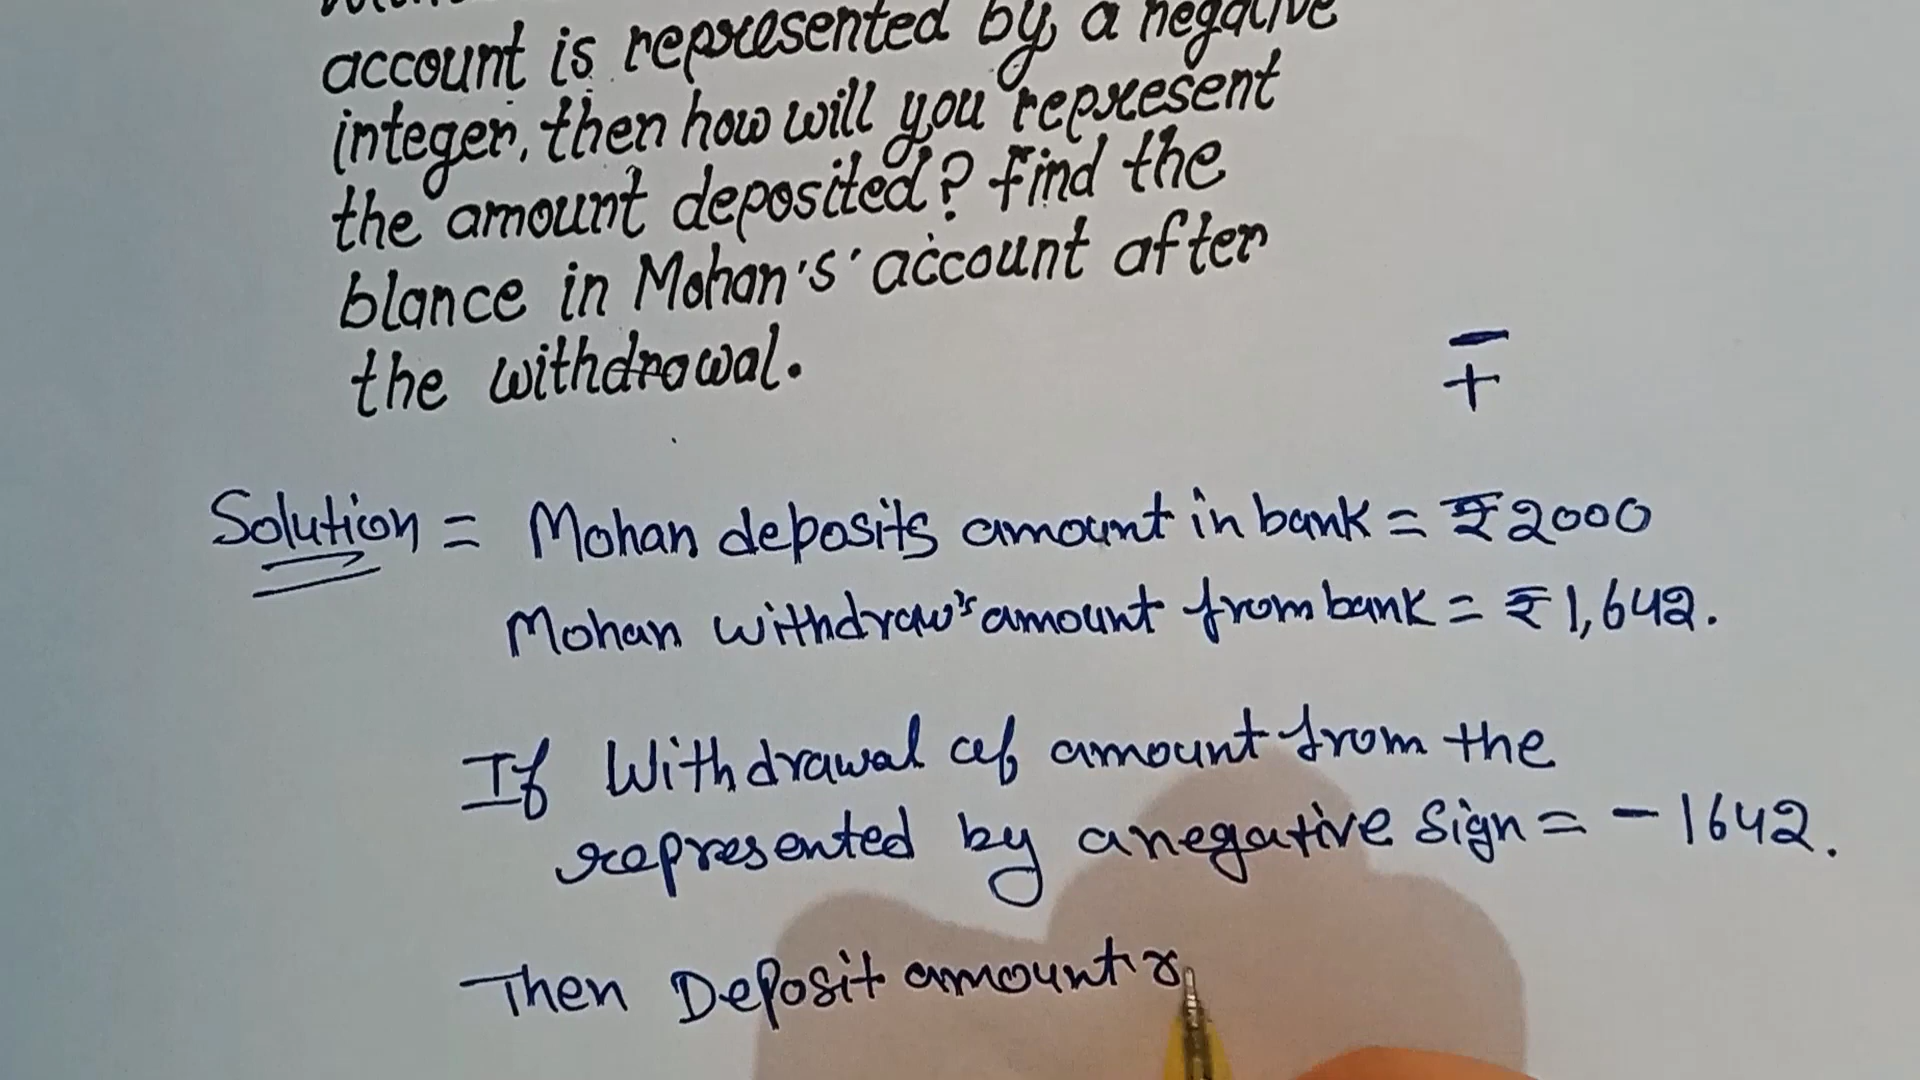 account is represented by a negative
integer, then how will you represent
the amount deposited? Find the
blance in Mohan's account after
the withdrawal.
−
+
Solution = Mohan deposits amount in bank = ₹2000
Mohan withdraw's amount from bank = ₹1,642.
If Withdrawal of amount from the
represented by a negative Sign = - 1642.
Then Deposit amount r